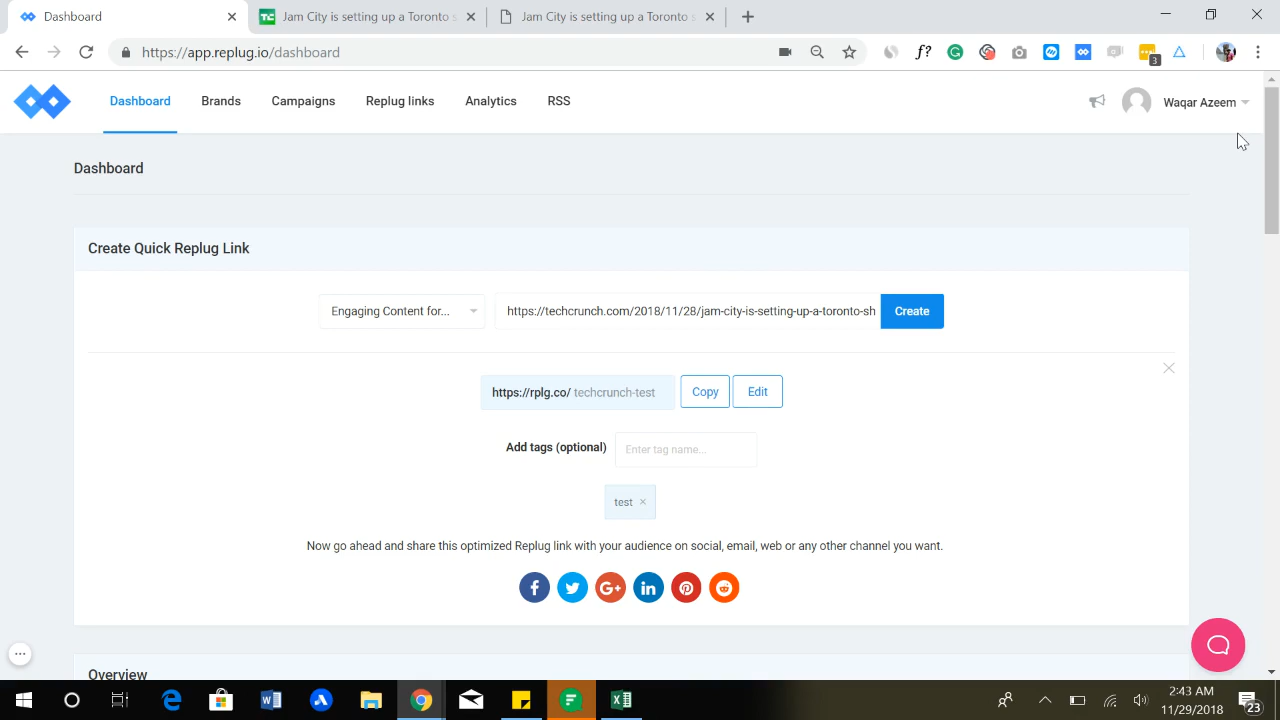 Dashboard
Jam City is setting up a Toronto s
Jam City is setting up a Toronto s
https://app.replug.io/dashboard
f?
3
Dashboard
Brands
Campaigns
Replug links
Analytics
RSS
Waqar Azeem
Dashboard
Create Quick Replug Link
Engaging Content for...
https://techcrunch.com/2018/11/28/jam-city-is-setting-up-a-toronto-sh
Create
https://rplg.co/ techcrunch-test
Copy
Edit
Add tags (optional)
Enter tag name...
test
Now go ahead and share this optimized Replug link with your audience on social, email, web or any other channel you want.
Overview
2:43 AM
11/29/2018
23